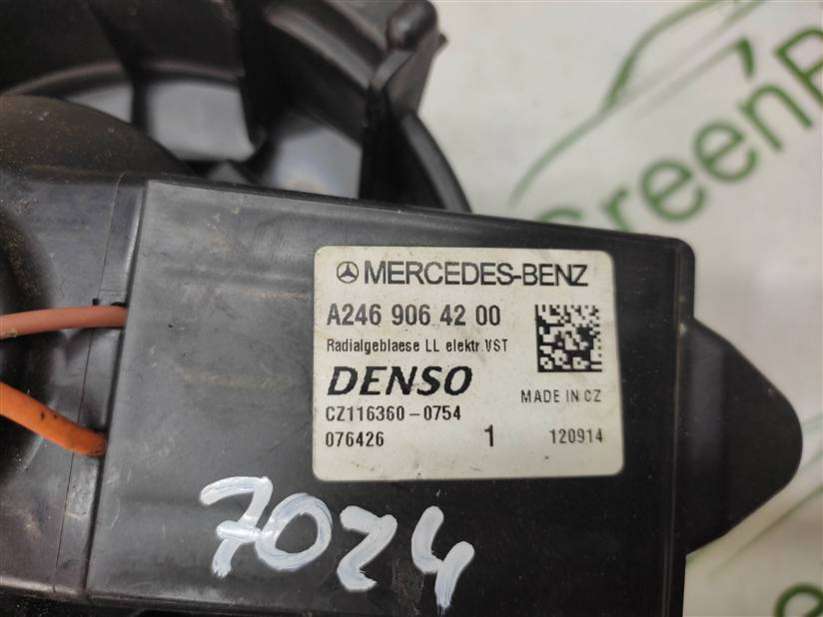 GreenP
MERCEDES-BENZ
A246 906 42 00
Radialgeblaese LL elektr VST
DENSO
MADE IN CZ
CZ116360-0754
076426 1 120914
7024